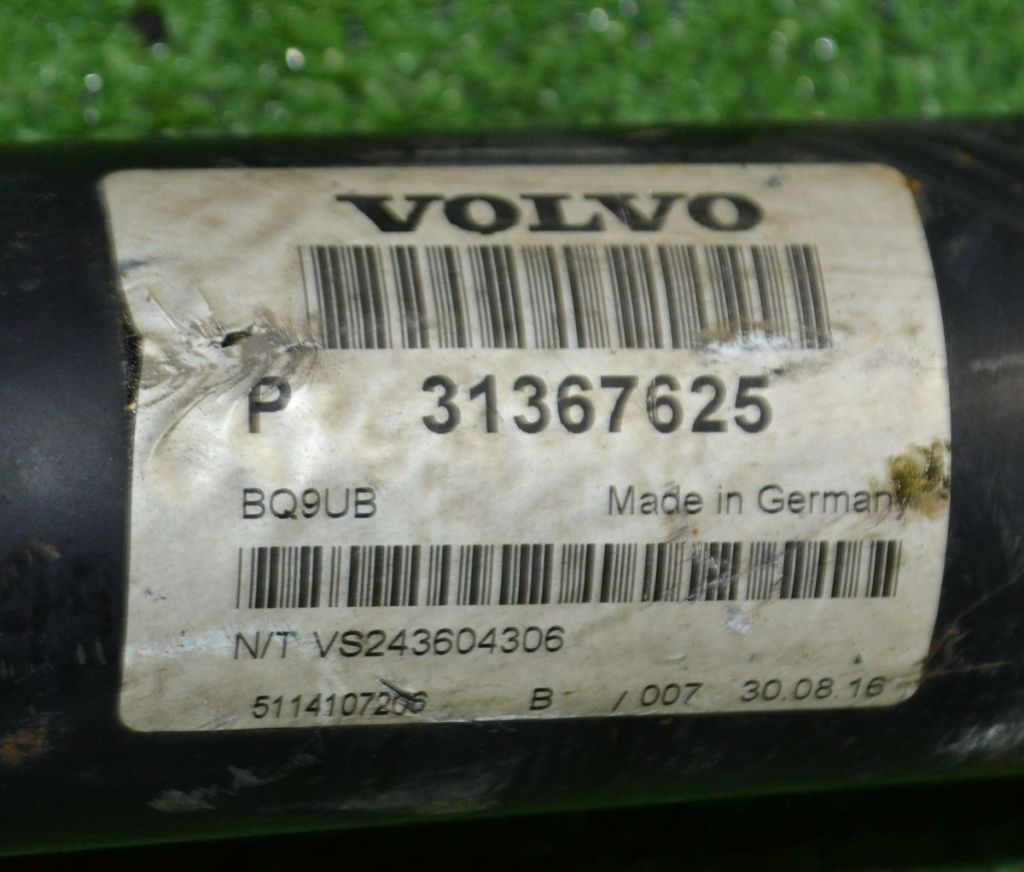 VOLVO
P 31367625
BQ9UB Made in Germany
N/T VS243604306
5114107206 B / 007 30.08.16